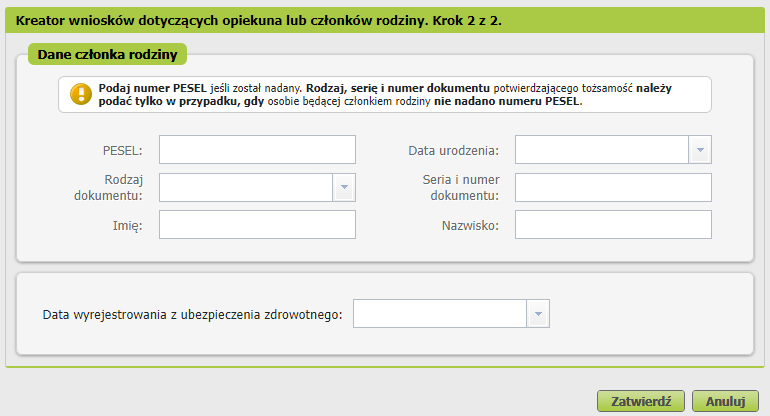 Kreator wniosków dotyczących opiekuna lub członków rodziny. Krok 2 z 2.
Dane członka rodziny
Podaj numer PESEL jeśli został nadany. Rodzaj, serię i numer dokumentu potwierdzającego tożsamość należy
podać tylko w przypadku, gdy osobie będącej członkiem rodziny nie nadano numeru PESEL.
PESEL:
Data urodzenia:
Rodzaj
dokumentu:
Seria i numer
dokumentu:
Imię:
Nazwisko:
Data wyrejestrowania z ubezpieczenia zdrowotnego:
Zatwierdź
Anuluj